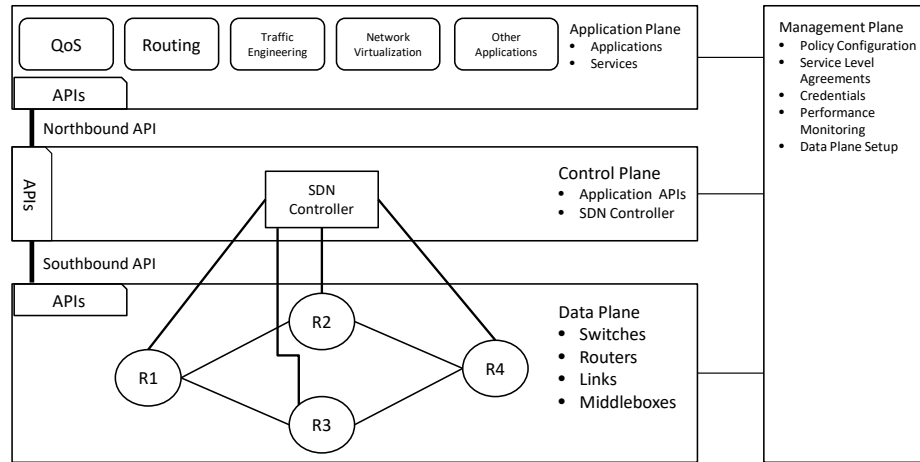 QoS
Routing
Traffic
Engineering
Network
Virtualization
Other
Applications
Application Plane
• Applications
• Services
APIs
Northbound API
APIs
SDN
Controller
Control Plane
• Application APIs
• SDN Controller
Southbound API
APIs
R1
R2
R3
R4
Data Plane
• Switches
• Routers
• Links
• Middleboxes
Management Plane
• Policy Configuration
• Service Level
Agreements
• Credentials
• Performance
Monitoring
• Data Plane Setup